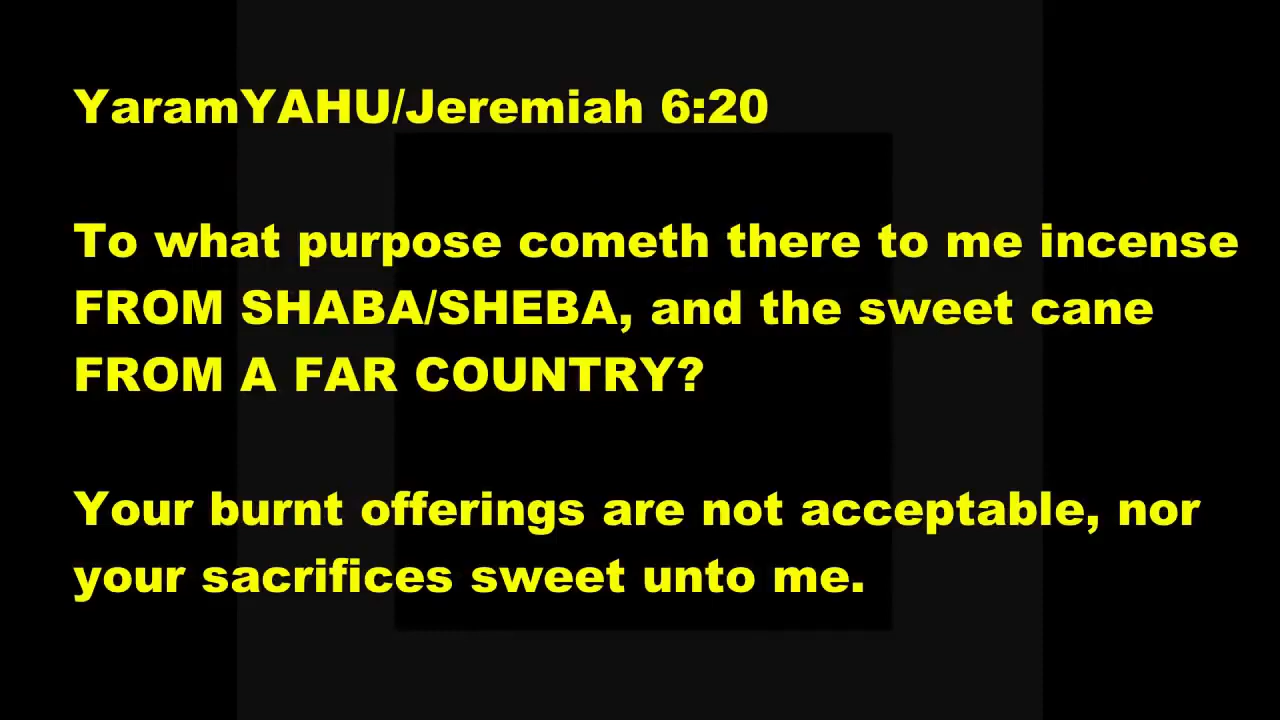 YaramYAHU/Jeremiah 6:20
To what purpose cometh there to me incense
FROM SHABA/SHEBA, and the sweet cane
FROM A FAR COUNTRY?
Your burnt offerings are not acceptable, nor
your sacrifices sweet unto me.